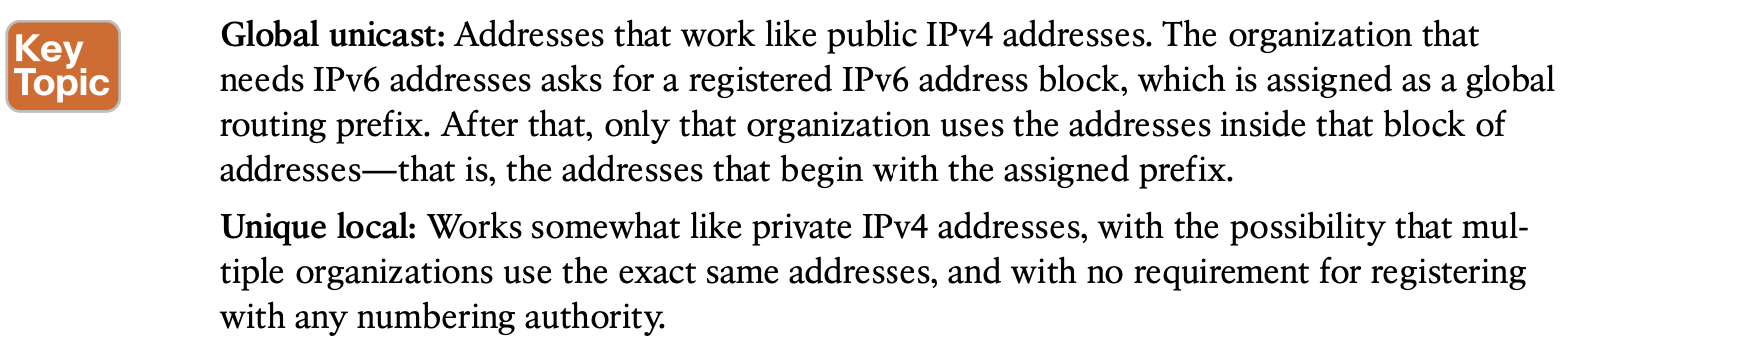 Key
Topic
Global unicast: Addresses that work like public IPv4 addresses. The organization that
needs IPv6 addresses asks for a registered IPv6 address block, which is assigned as a global
routing prefix. After that, only that organization uses the addresses inside that block of
addresses—that is, the addresses that begin with the assigned prefix.
Unique local: Works somewhat like private IPv4 addresses, with the possibility that mul-
tiple organizations use the exact same addresses, and with no requirement for registering
with any numbering authority.